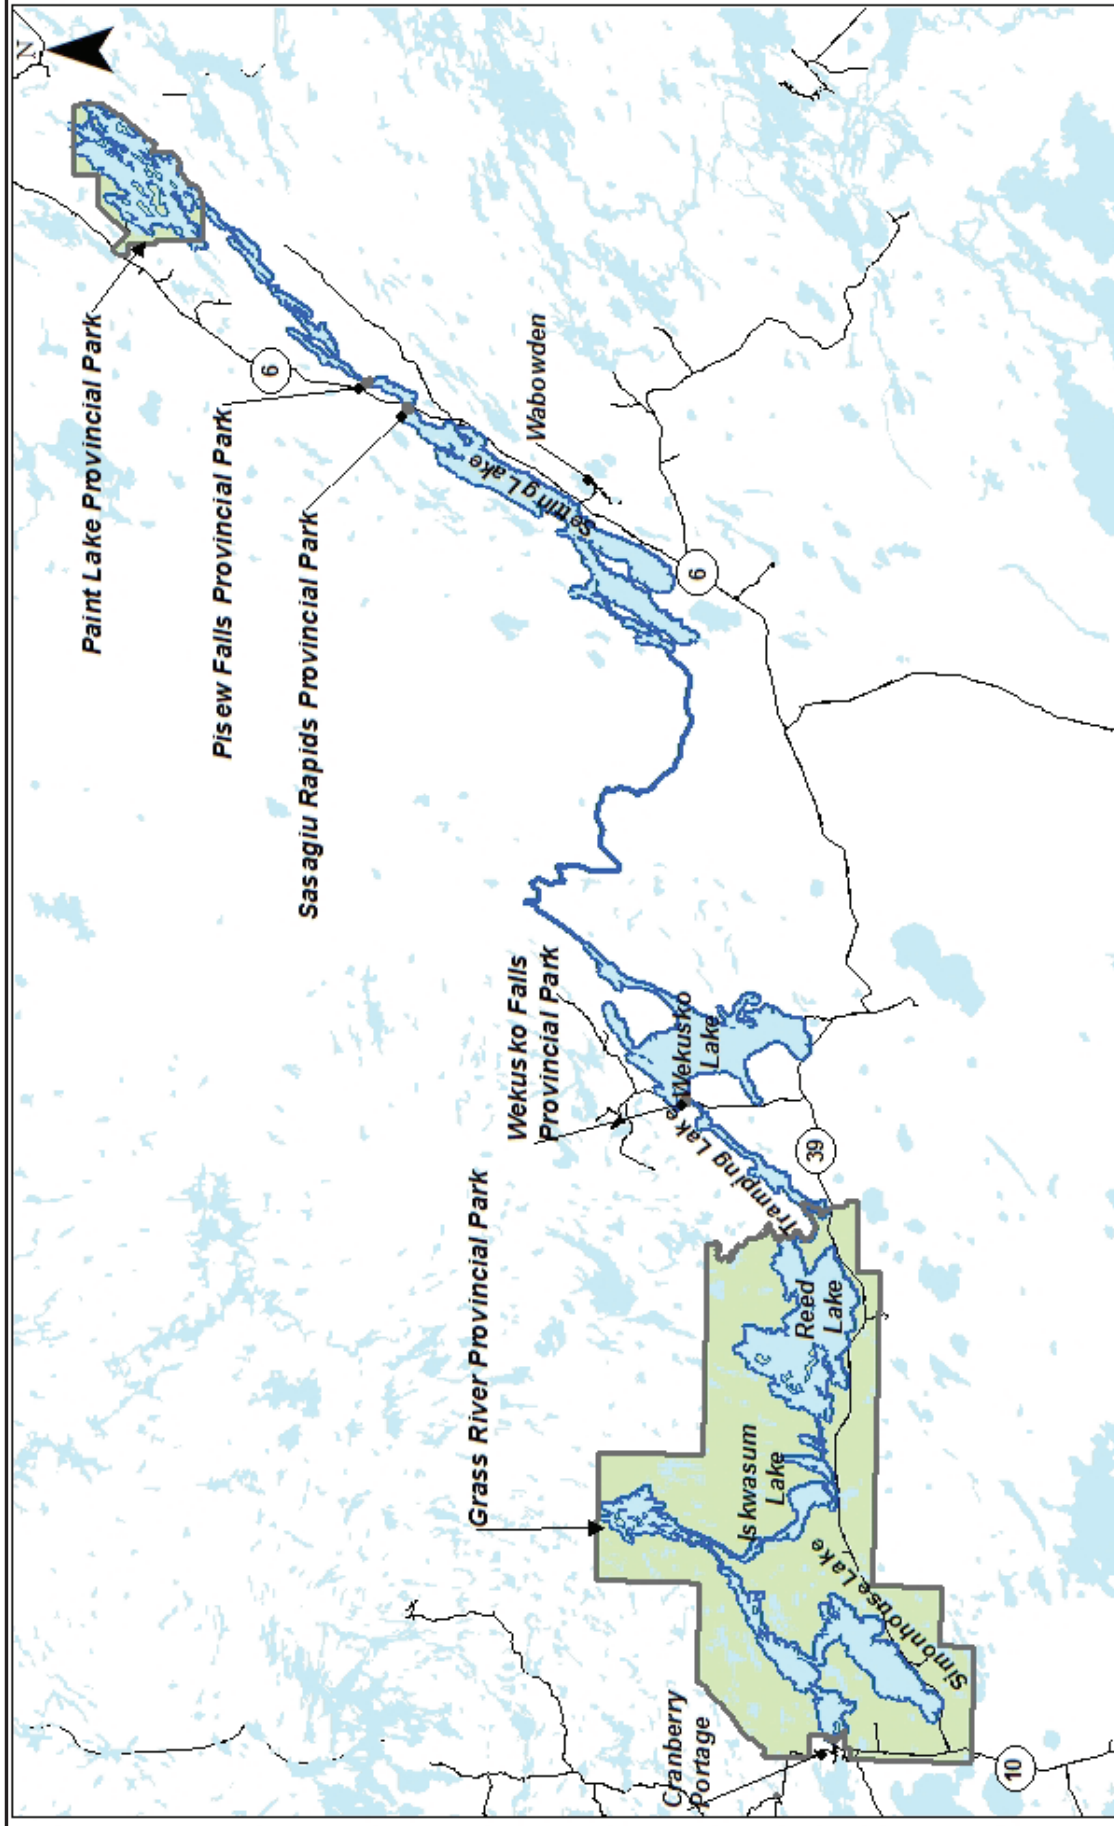 N
Paint Lake Provincial Park
6
Pisew Falls Provincial Park
Sasagiu Rapids Provincial Park
Wabowden
Setting Lake
6
Wekusko Falls
Provincial Park
Wekusko
Lake
Tramping Lake
39
Grass River Provincial Park
Reed
Lake
Iskwasum
Lake
Simonhouse Lake
Cranberry
Portage
10